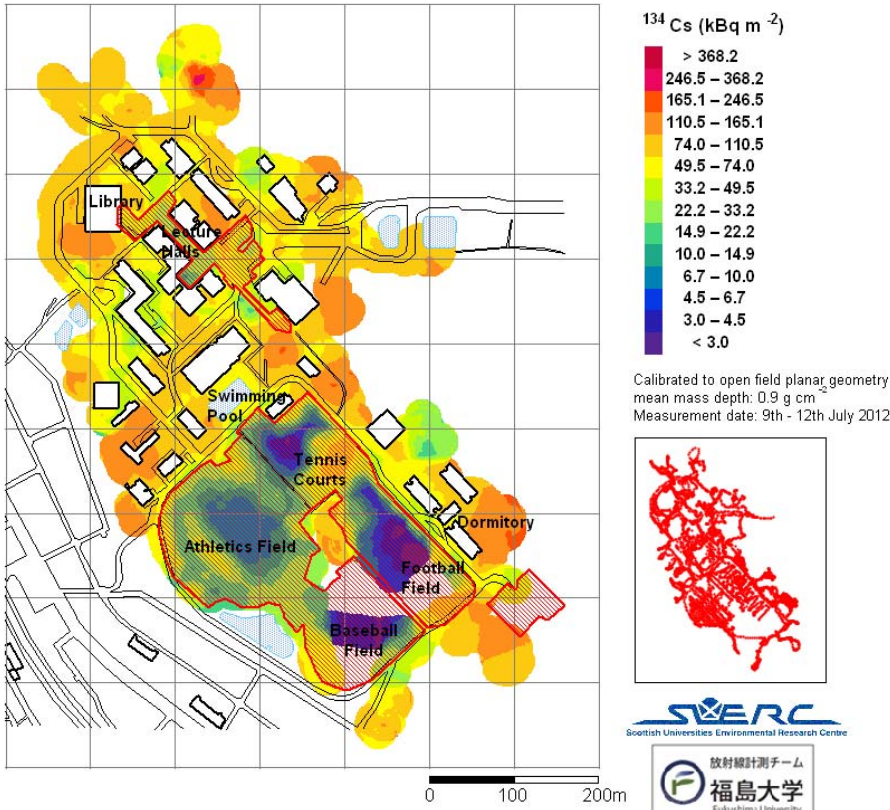 134 Cs (kBq m -2)
> 368.2
246.5 – 368.2
165.1 – 246.5
110.5 – 165.1
74.0 – 110.5
49.5 – 74.0
33.2 – 49.5
22.2 – 33.2
14.9 – 22.2
10.0 – 14.9
6.7 – 10.0
4.5 – 6.7
3.0 – 4.5
< 3.0
Library
Lecture
Halls
Swimming
Pool
Tennis
Courts
Athletics Field
Dormitory
Football
Field
Baseball
Field
0 100 200m
Calibrated to open field planar geometry
mean mass depth: 0.9 g cm -2
Measurement date: 9th - 12th July 2012
SUERC
Scottish Universities Environmental Research Centre
放射線計測チーム
福島大学
Fukushima University